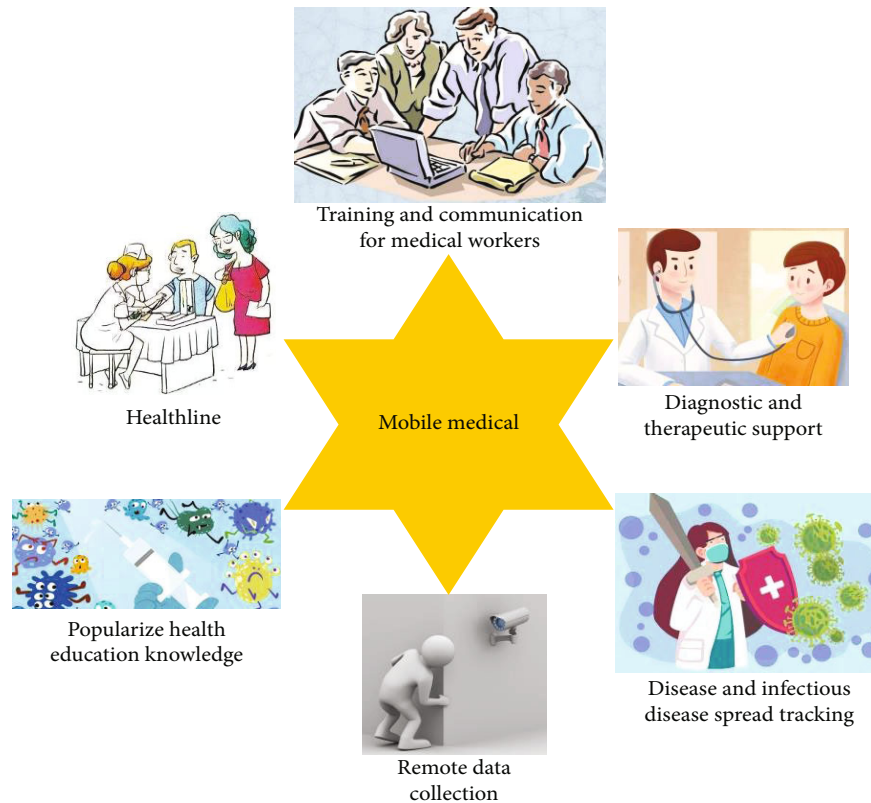 Training and communication
for medical workers
Healthline
Mobile medical
Diagnostic and
therapeutic support
Popularize health
education knowledge
Disease and infectious
disease spread tracking
Remote data
collection